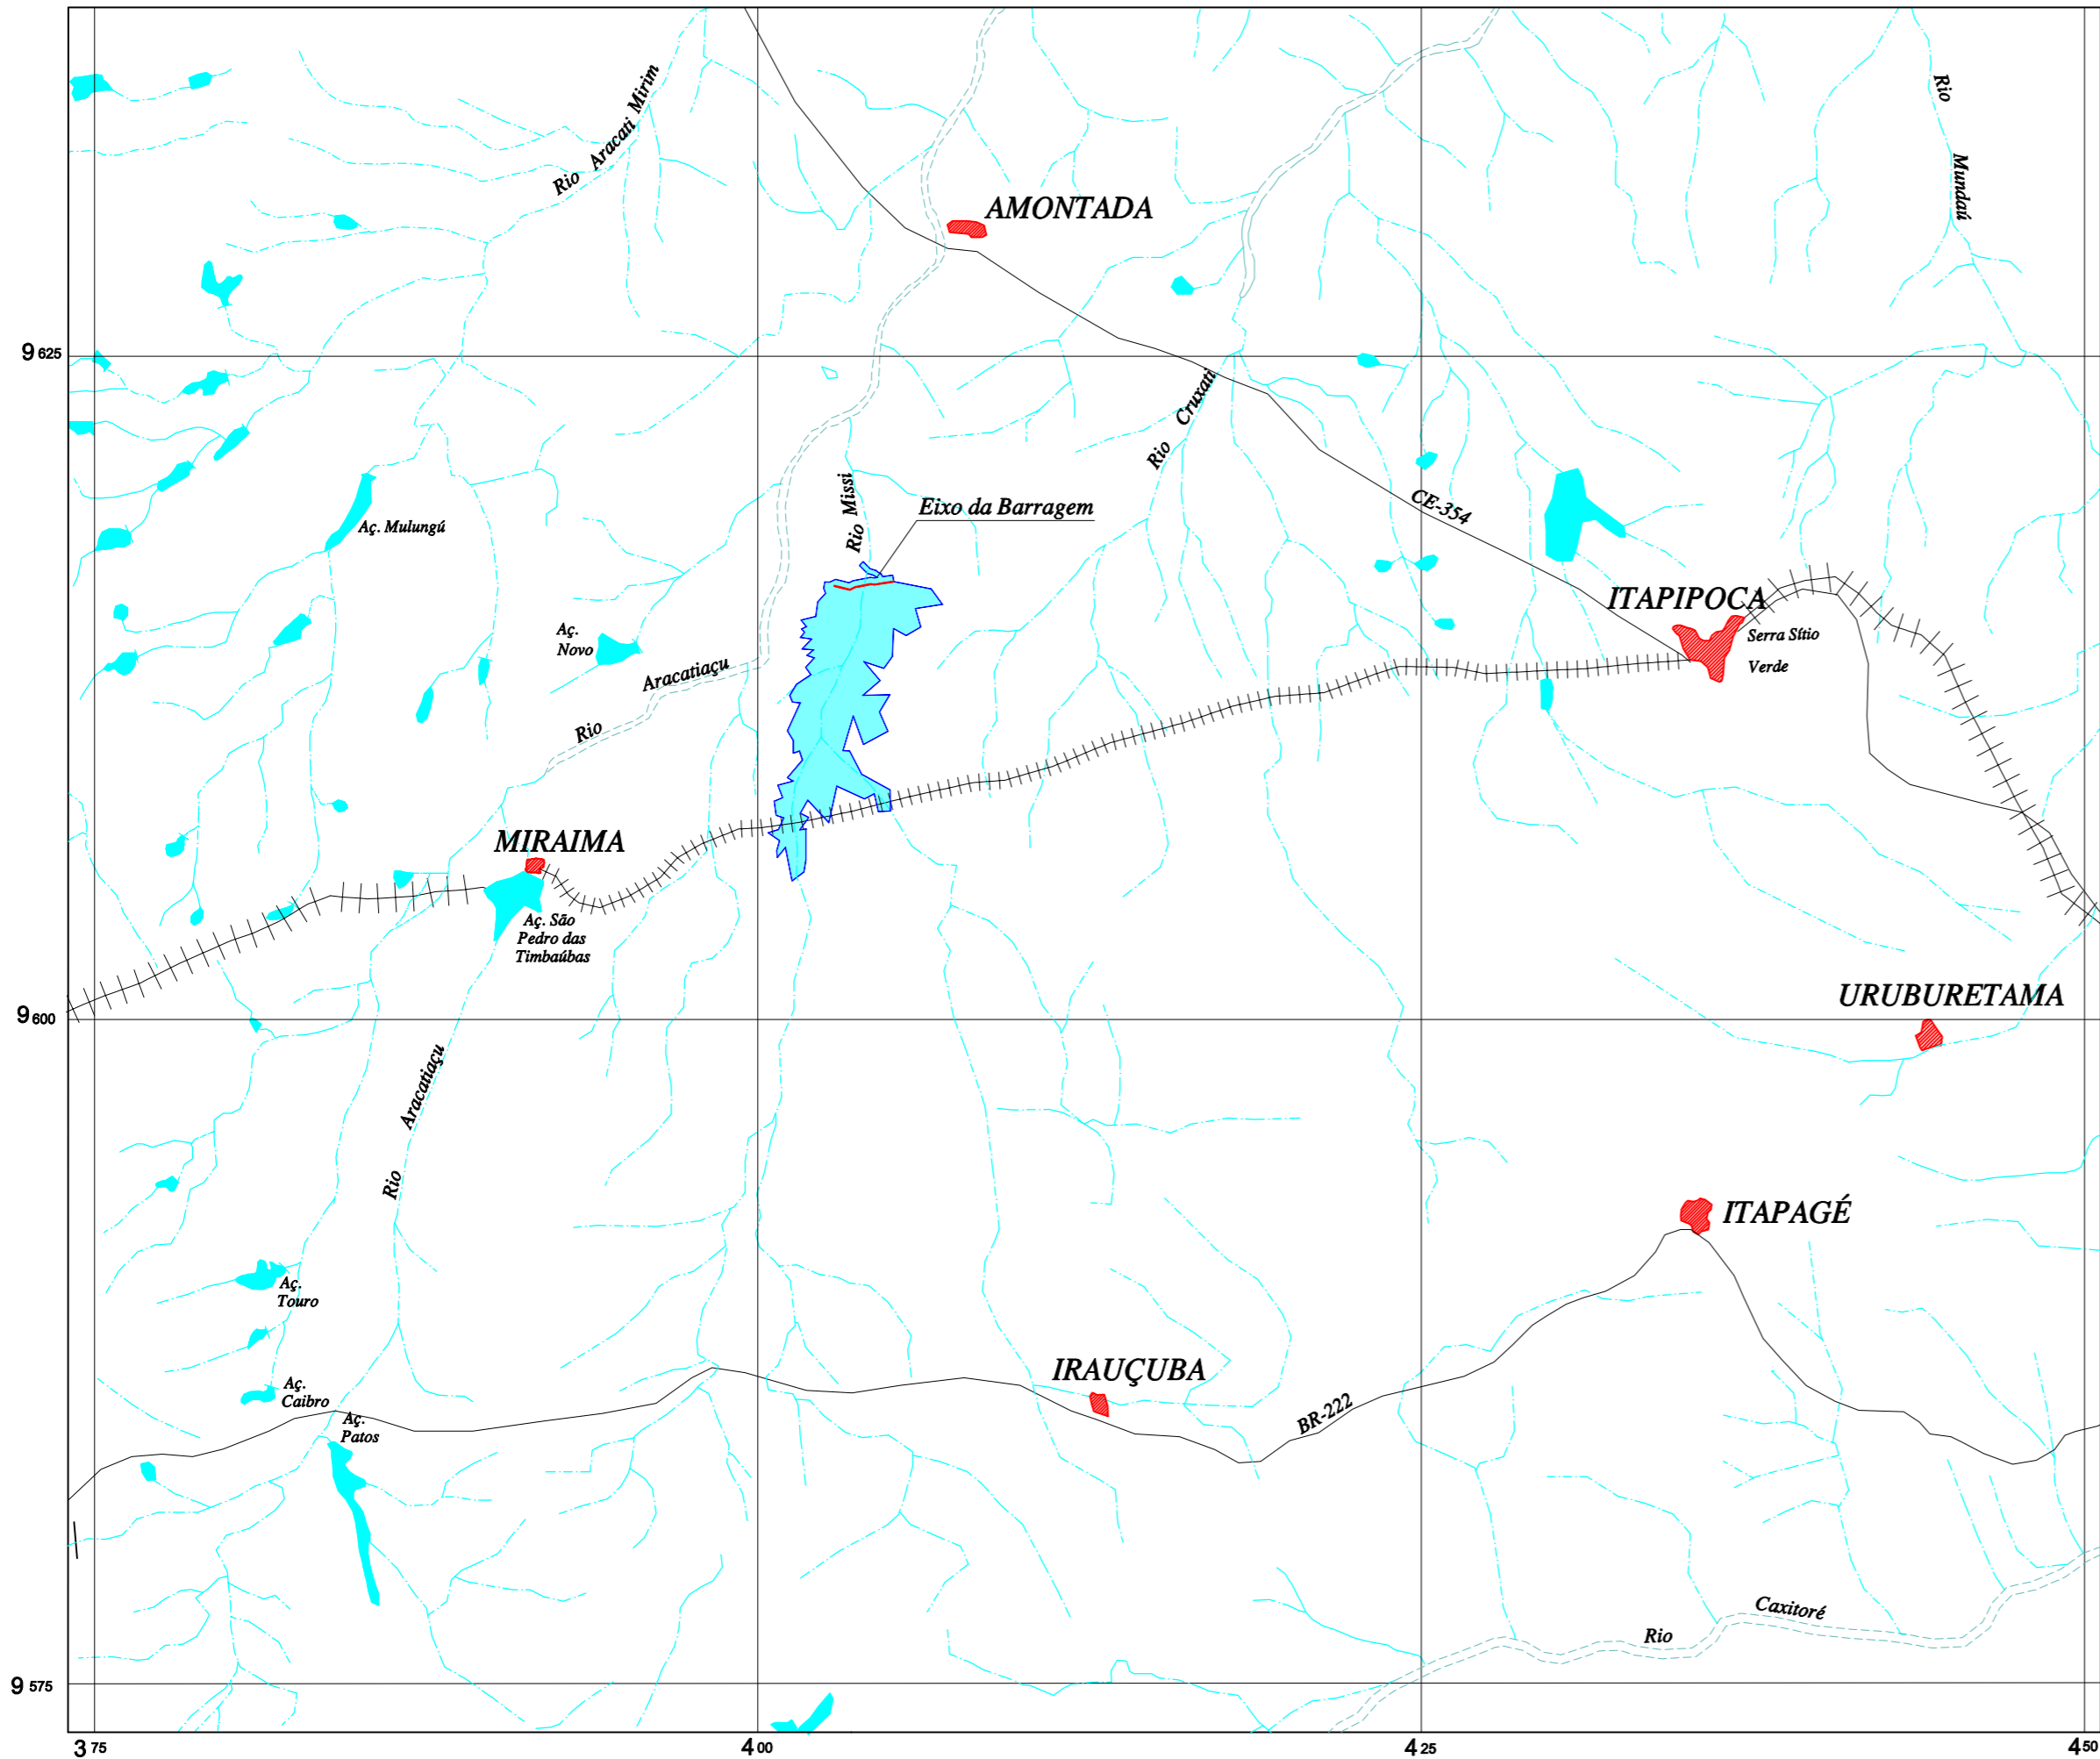 Rio Aracati Mirim
Rio
Mundaú
AMONTADA
9 625
Rio Cruxati
Rio Missi
Eixo da Barragem
CE-354
Aç. Mulungú
ITAPIPOCA
Serra Sítio
Verde
Aç.
Novo
Rio Aracatiaçu
MIRAIMA
Aç. São
Pedro das
Timbaúbas
URUBURETAMA
9 600
Rio Aracatiaçu
ITAPAGÉ
Aç.
Touro
IRAUÇUBA
Aç.
Caibro
BR-222
Aç.
Patos
Rio Caxitoré
9 575
3 75
4 00
4 25
4 50